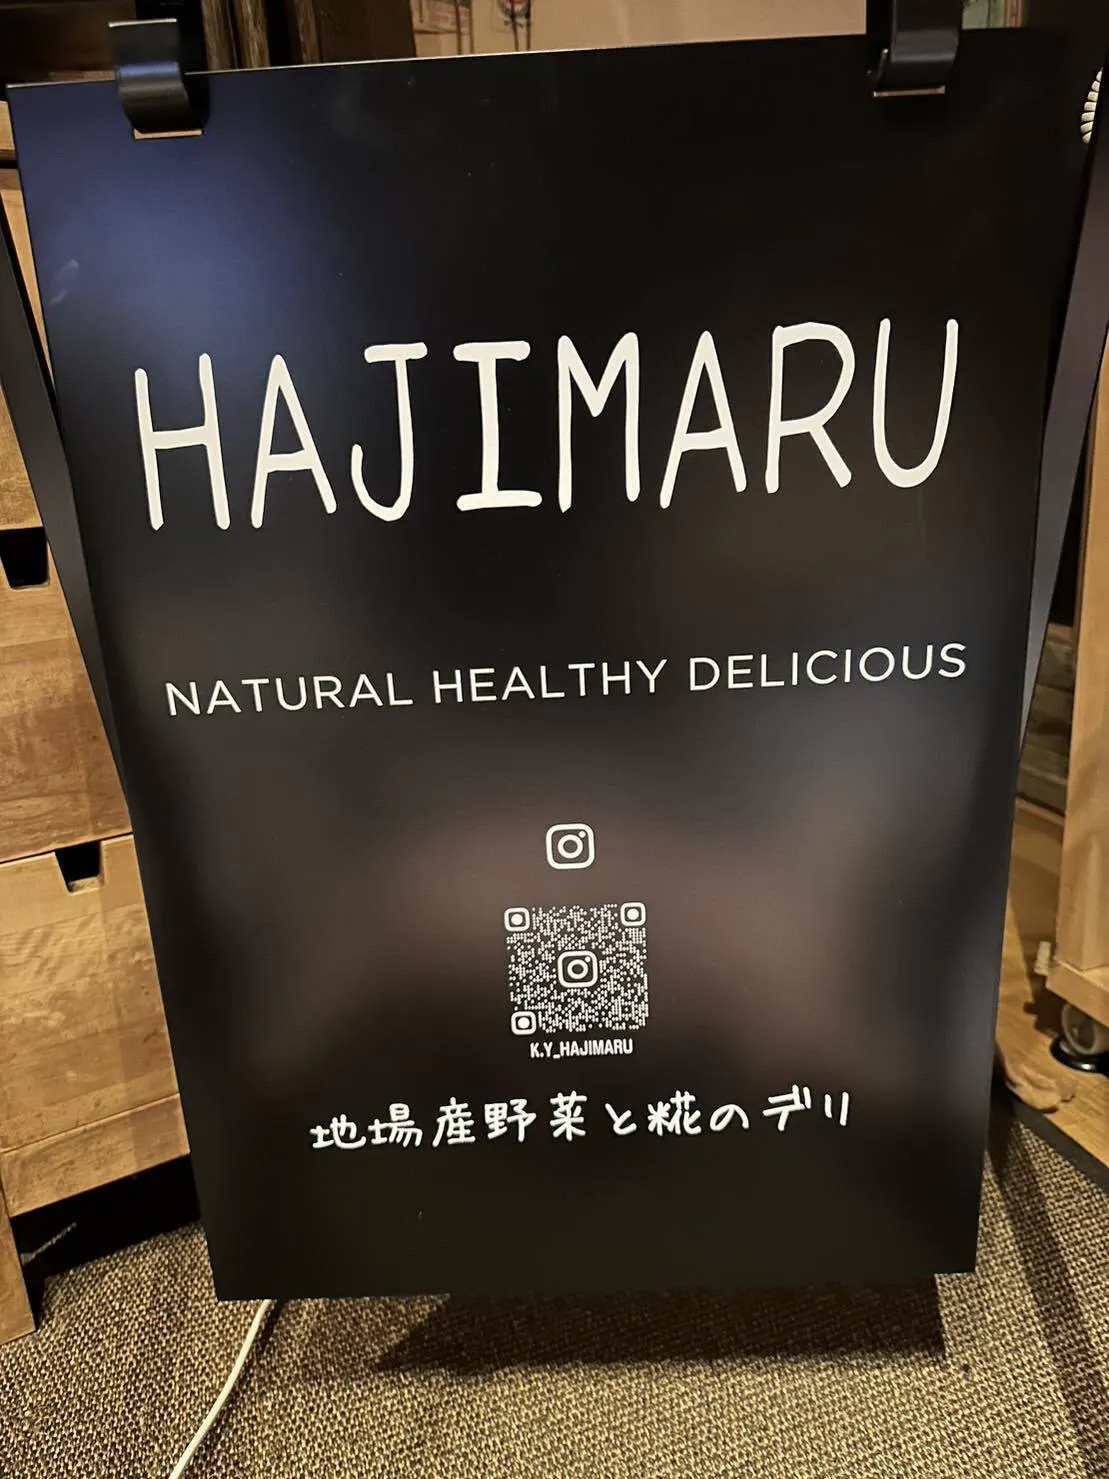 HAJIMARU
NATURAL HEALTHY DELICIOUS
K.Y_HAJIMARU
地場産野菜と糀のデリ